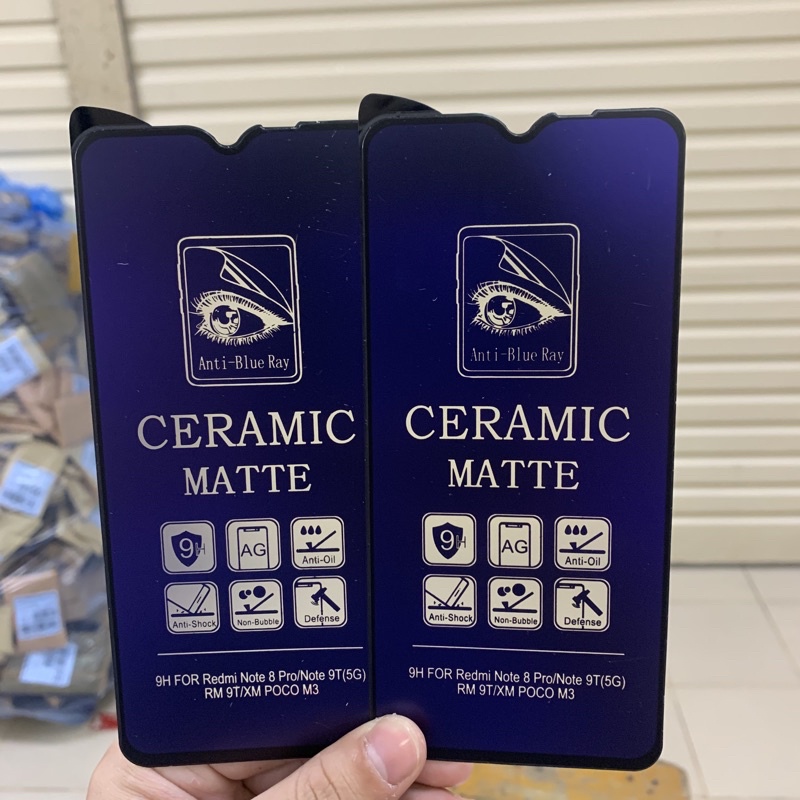 Anti-Blue Ray
CERAMIC
MATTE
9H
AG
Anti-Oil
Anti-Shock
Non-Bubble
Defense
9H FOR Redmi Note 8 Pro/Note 9T(5G)
RM 9T/XM POCO M3
Anti-Blue Ray
CERAMIC
MATTE
9H
AG
Anti-Oil
Anti-Shock
Non-Bubble
Defense
9H FOR Redmi Note 8 Pro/Note 9T(5G)
RM 9T/XM POCO M3